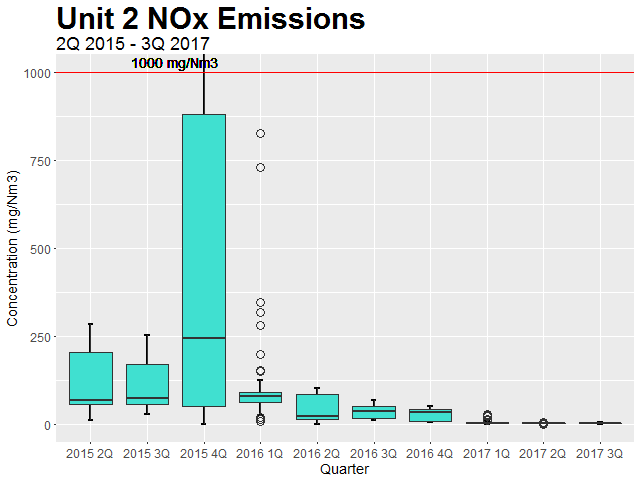 Unit 2 NOx Emissions
2Q 2015 - 3Q 2017
1000 mg/Nm3
1000
750
500
250
0
Concentration (mg/Nm3)
2015 2Q 2015 3Q 2015 4Q 2016 1Q 2016 2Q 2016 3Q 2016 4Q 2017 1Q 2017 2Q 2017 3Q
Quarter